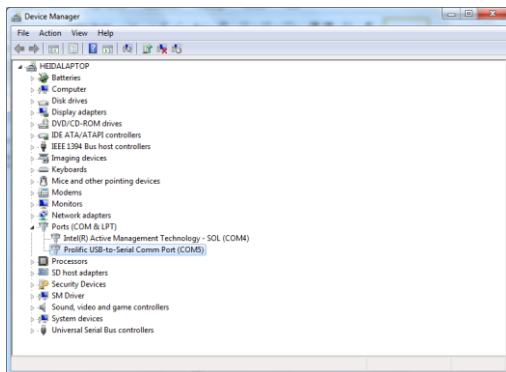 Device Manager
File Action View Help
HEIDALAPTOP
Batteries
Computer
Disk drives
Display adapters
DVD/CD-ROM drives
IDE ATA/ATAPI controllers
IEEE 1394 Bus host controllers
Imaging devices
Keyboards
Mice and other pointing devices
Modems
Monitors
Network adapters
Ports (COM & LPT)
Intel(R) Active Management Technology - SOL (COM4)
Prolific USB-to-Serial Comm Port (COM5)
Processors
SD host adapters
Security Devices
SM Driver
Sound, video and game controllers
System devices
Universal Serial Bus controllers